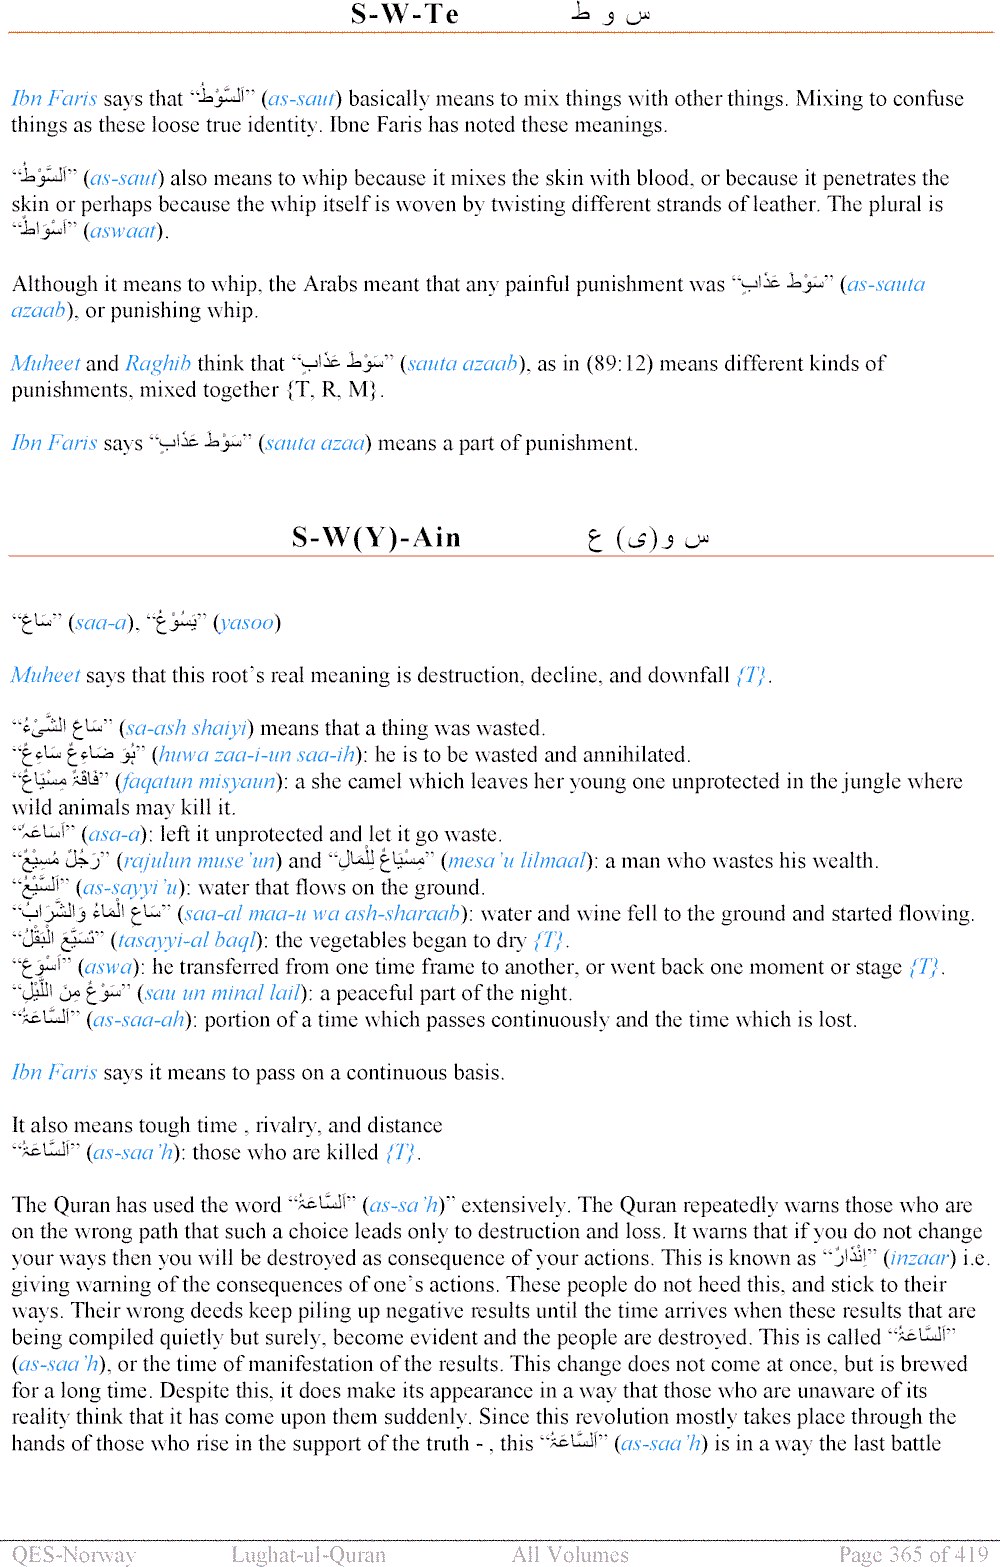 S-W-Te س و ط
Ibn Faris says that “اَلسَّوْطُ” (as-saut) basically means to mix things with other things. Mixing to confuse
things as these loose true identity. Ibne Faris has noted these meanings.
“اَلسَّوْطُ” (as-saut) also means to whip because it mixes the skin with blood, or because it penetrates the
skin or perhaps because the whip itself is woven by twisting different strands of leather. The plural is
“اَسْوَاطٌ” (aswaat).
Although it means to whip, the Arabs meant that any painful punishment was “سَوْطَ عَذَابٍ” (as-sauta
azaab), or punishing whip.
Muheet and Raghib think that “سَوْطَ عَذَابٍ” (sauta azaab), as in (89:12) means different kinds of
punishments, mixed together {T, R, M}.
Ibn Faris says “سَوْطَ عَذَابٍ” (sauta azaa) means a part of punishment.
S-W(Y)-Ain س و(ی) ع
“سَاعَ” (saa-a), “يَسُوْعُ” (yasoo)
Muheet says that this root’s real meaning is destruction, decline, and downfall {T}.
“سَاعَ الشَّیْءُ” (sa-ash shaiyi) means that a thing was wasted.
“ہُوَ ضَاءِعٌ سَاءِعٌ” (huwa zaa-i-un saa-ih): he is to be wasted and annihilated.
“فَاقَۃٌ مِسْيَاعٌ” (faqatun misyaun): a she camel which leaves her young one unprotected in the jungle where
wild animals may kill it.
“اَسَاعَہٗ” (asa-a): left it unprotected and let it go waste.
“رَجُلٌ مُسِيْعٌ” (rajulun muse’un) and “مِسْيَاعٌ لِلْمَالِ” (mesa’u lilmaal): a man who wastes his wealth.
“اَلسَّيْعُ” (as-sayyi’u): water that flows on the ground.
“سَاعَ الْمَاءُ وَالشَّرَابُ” (saa-al maa-u wa ash-sharaab): water and wine fell to the ground and started flowing.
“تَسَيَّعَ الْبَقْلُ” (tasayyi-al baql): the vegetables began to dry {T}.
“اَسْوَعَ” (aswa): he transferred from one time frame to another, or went back one moment or stage {T}.
“سَوْعٌ مِنَ اللَّيْلِ” (sau un minal lail): a peaceful part of the night.
“اَلسَّاعَۃُ” (as-saa-ah): portion of a time which passes continuously and the time which is lost.
Ibn Faris says it means to pass on a continuous basis.
It also means tough time , rivalry, and distance
“اَلسَّاعَۃُ” (as-saa’h): those who are killed {T}.
The Quran has used the word “اَلسَّاعَۃُ” (as-sa’h)” extensively. The Quran repeatedly warns those who are
on the wrong path that such a choice leads only to destruction and loss. It warns that if you do not change
your ways then you will be destroyed as consequence of your actions. This is known as “اِنْذَارٌ” (inzaar) i.e.
giving warning of the consequences of one’s actions. These people do not heed this, and stick to their
ways. Their wrong deeds keep piling up negative results until the time arrives when these results that are
being compiled quietly but surely, become evident and the people are destroyed. This is called “اَلسَّاعَۃُ”
(as-saa’h), or the time of manifestation of the results. This change does not come at once, but is brewed
for a long time. Despite this, it does make its appearance in a way that those who are unaware of its
reality think that it has come upon them suddenly. Since this revolution mostly takes place through the
hands of those who rise in the support of the truth - , this “اَلسَّاعَۃُ” (as-saa’h) is in a way the last battle
QES-Norway Lughat-ul-Quran All Volumes Page 365 of 419